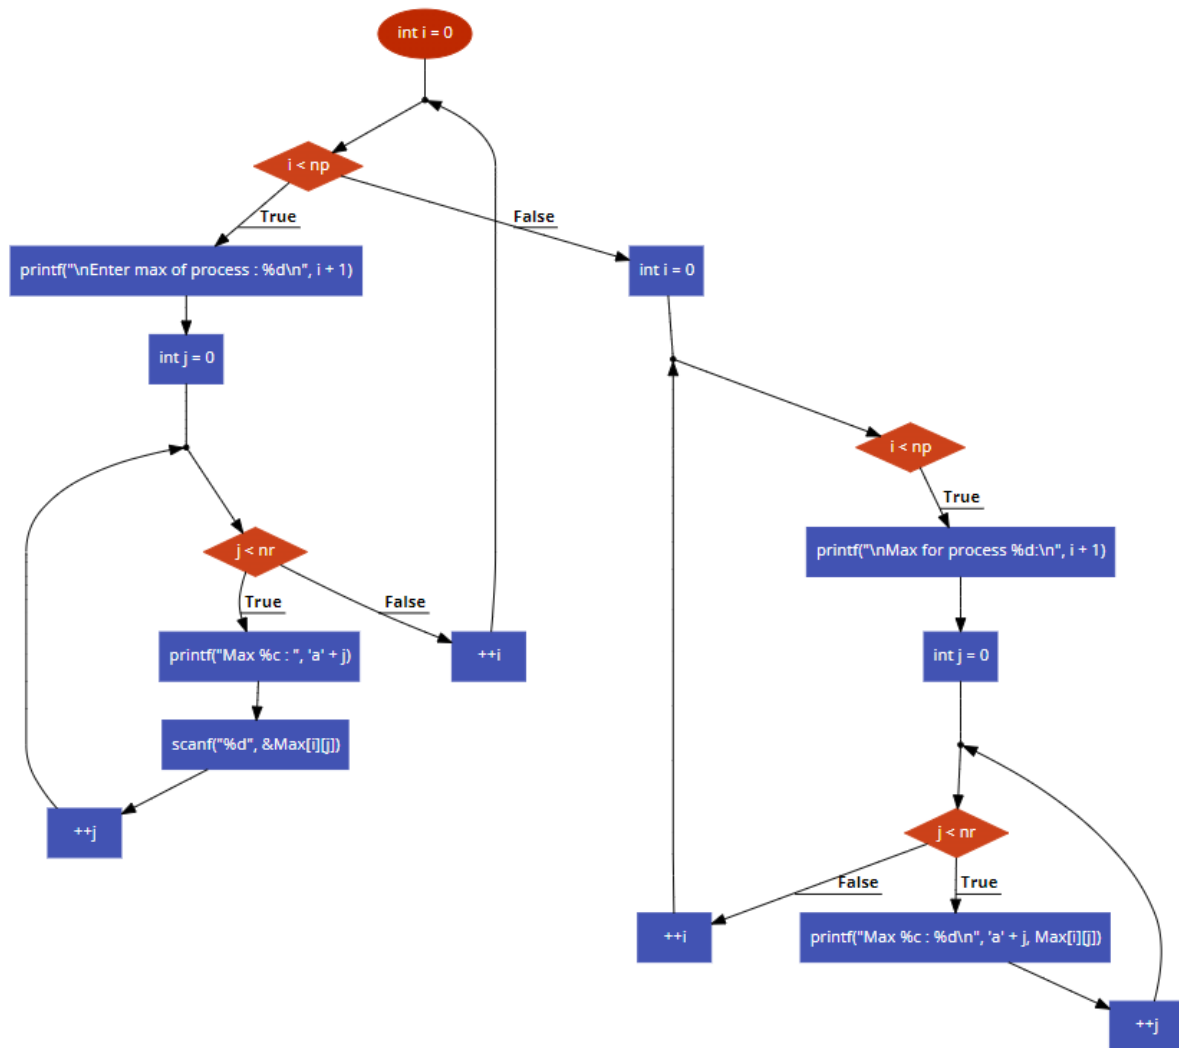 int i = 0
i < np
True
False
printf("\nEnter max of process : %d\n", i + 1)
int i = 0
int j = 0
i < np
True
j < nr
printf("\nMax for process %d:\n", i + 1)
True
False
printf("Max %c : ", 'a' + j)
++i
int j = 0
scanf("%d", &Max[i][j])
++j
j < nr
False
True
++i
printf("Max %c : %d\n", 'a' + j, Max[i][j])
++j